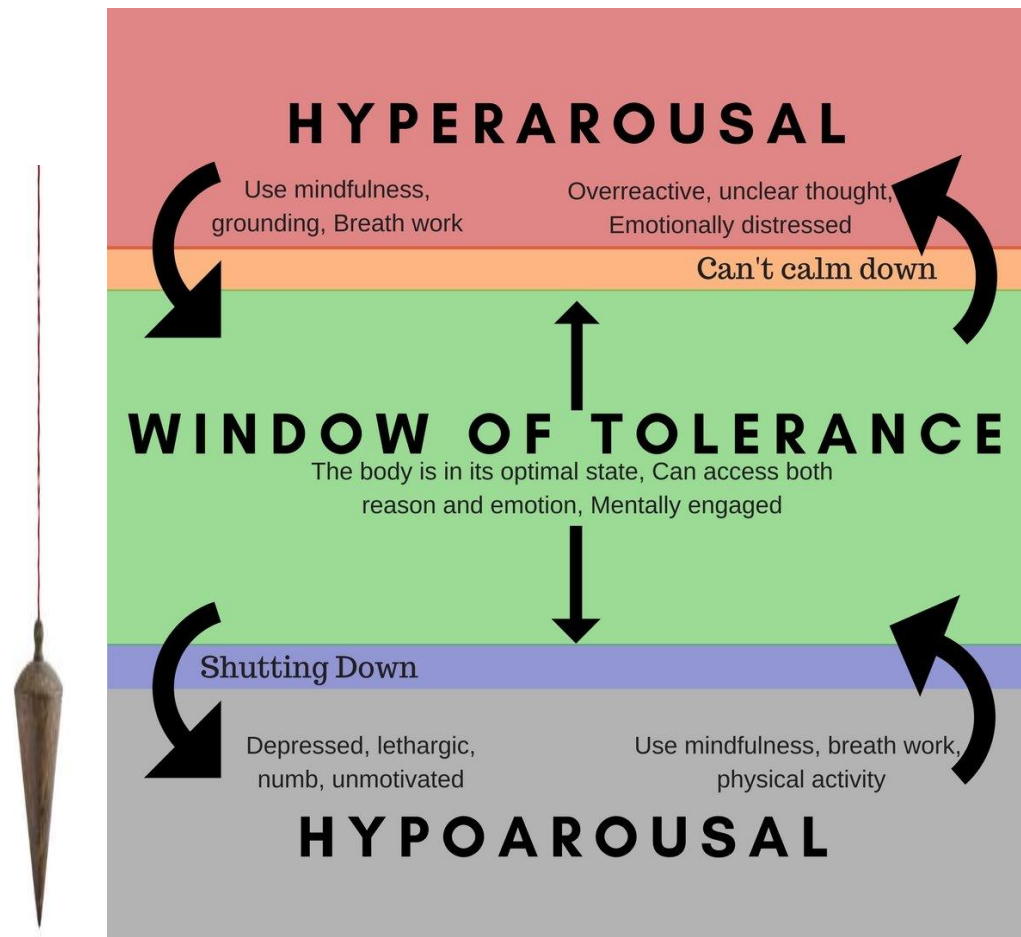 HYPERAROUSAL
Use mindfulness,
grounding, Breath work
Overreactive, unclear thought,
Emotionally distressed
Can't calm down
WINDOW OF TOLERANCE
The body is in its optimal state, Can access both
reason and emotion, Mentally engaged
Shutting Down
Depressed, lethargic,
numb, unmotivated
Use mindfulness, breath work,
physical activity
HYPOAROUSAL